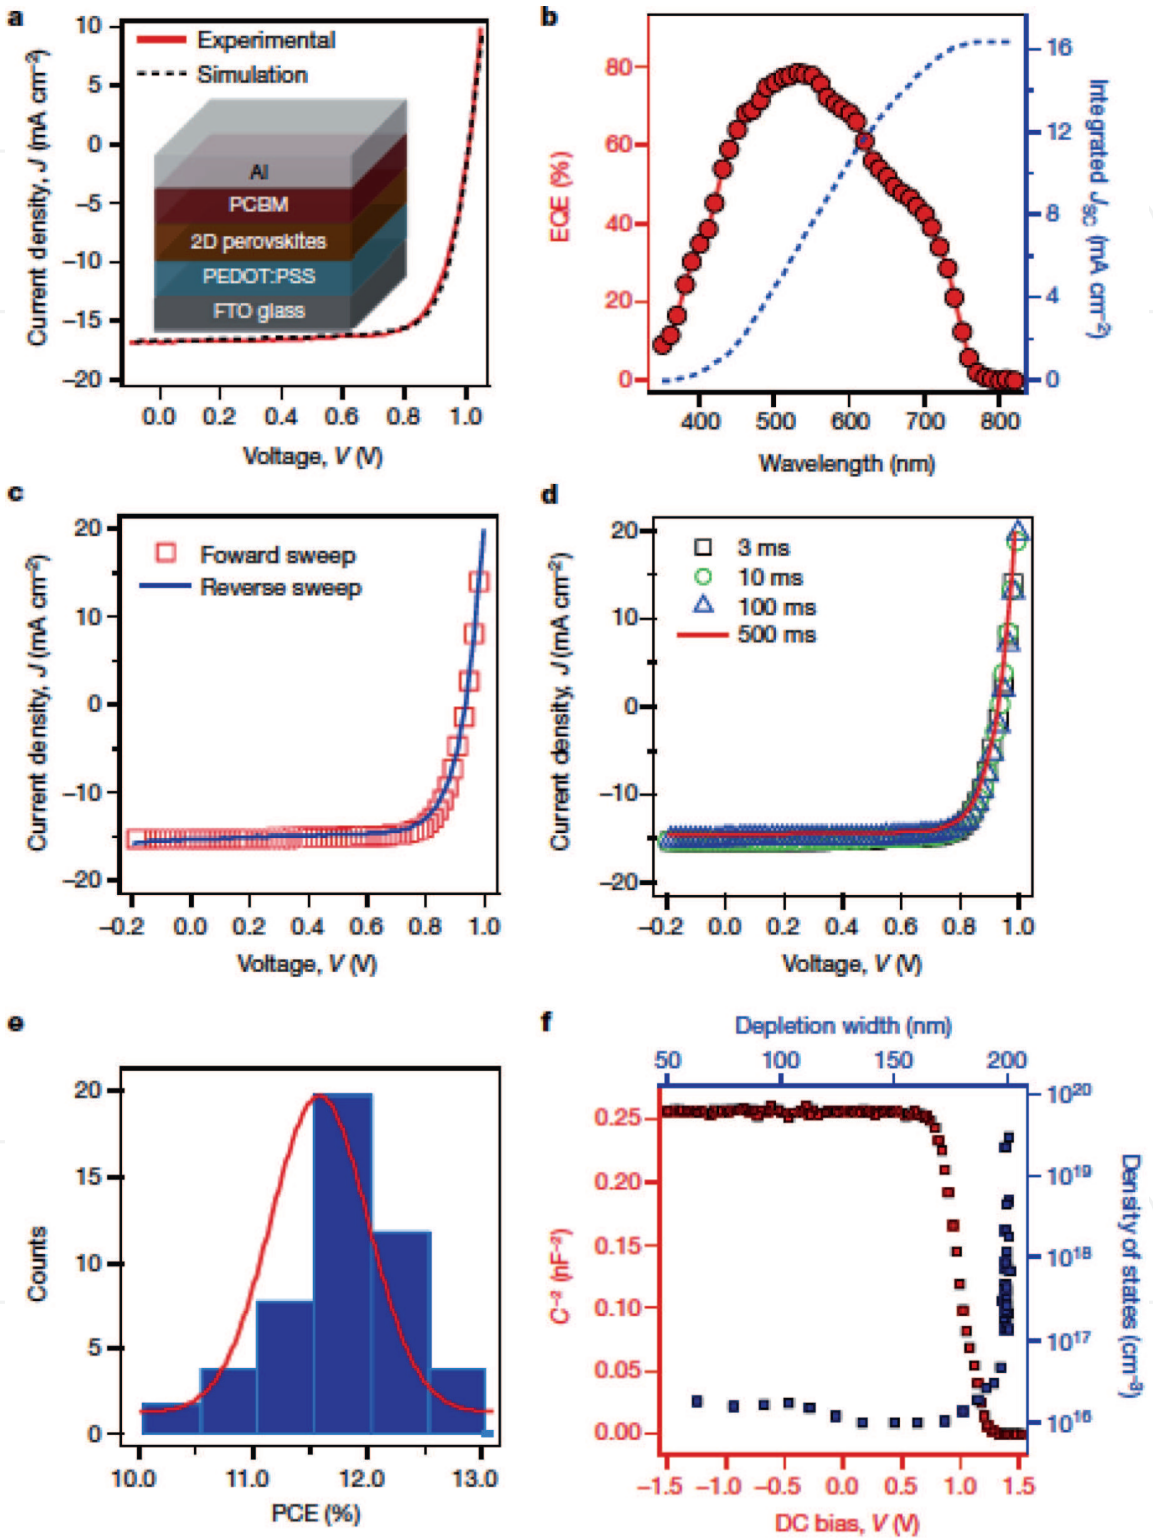 a
10
5
0
−5
−10
−15
−20
Current density, J (mA cm⁻²)
Experimental
Simulation
Al
PCBM
2D perovskites
PEDOT:PSS
FTO glass
0.0 0.2 0.4 0.6 0.8 1.0
Voltage, V (V)
b
80
60
40
20
0
EQE (%)
16
12
8
4
0
Integrated JSC (mA cm⁻²)
400 500 600 700 800
Wavelength (nm)
c
20
10
0
−10
−20
Current density, J (mA cm⁻²)
Foward sweep
Reverse sweep
−0.2 0.0 0.2 0.4 0.6 0.8 1.0
Voltage, V (V)
d
20
10
0
−10
−20
Current density, J (mA cm⁻²)
3 ms
10 ms
100 ms
500 ms
−0.2 0.0 0.2 0.4 0.6 0.8 1.0
Voltage, V (V)
e
20
15
10
5
0
Counts
10.0 11.0 12.0 13.0
PCE (%)
f
Depletion width (nm)
50 100 150 200
0.25
0.20
0.15
0.10
0.05
0.00
C⁻² (nF⁻²)
10²⁰
10¹⁹
10¹⁸
10¹⁷
10¹⁶
Density of states (cm⁻³)
−1.5 −1.0 −0.5 0.0 0.5 1.0 1.5
DC bias, V (V)